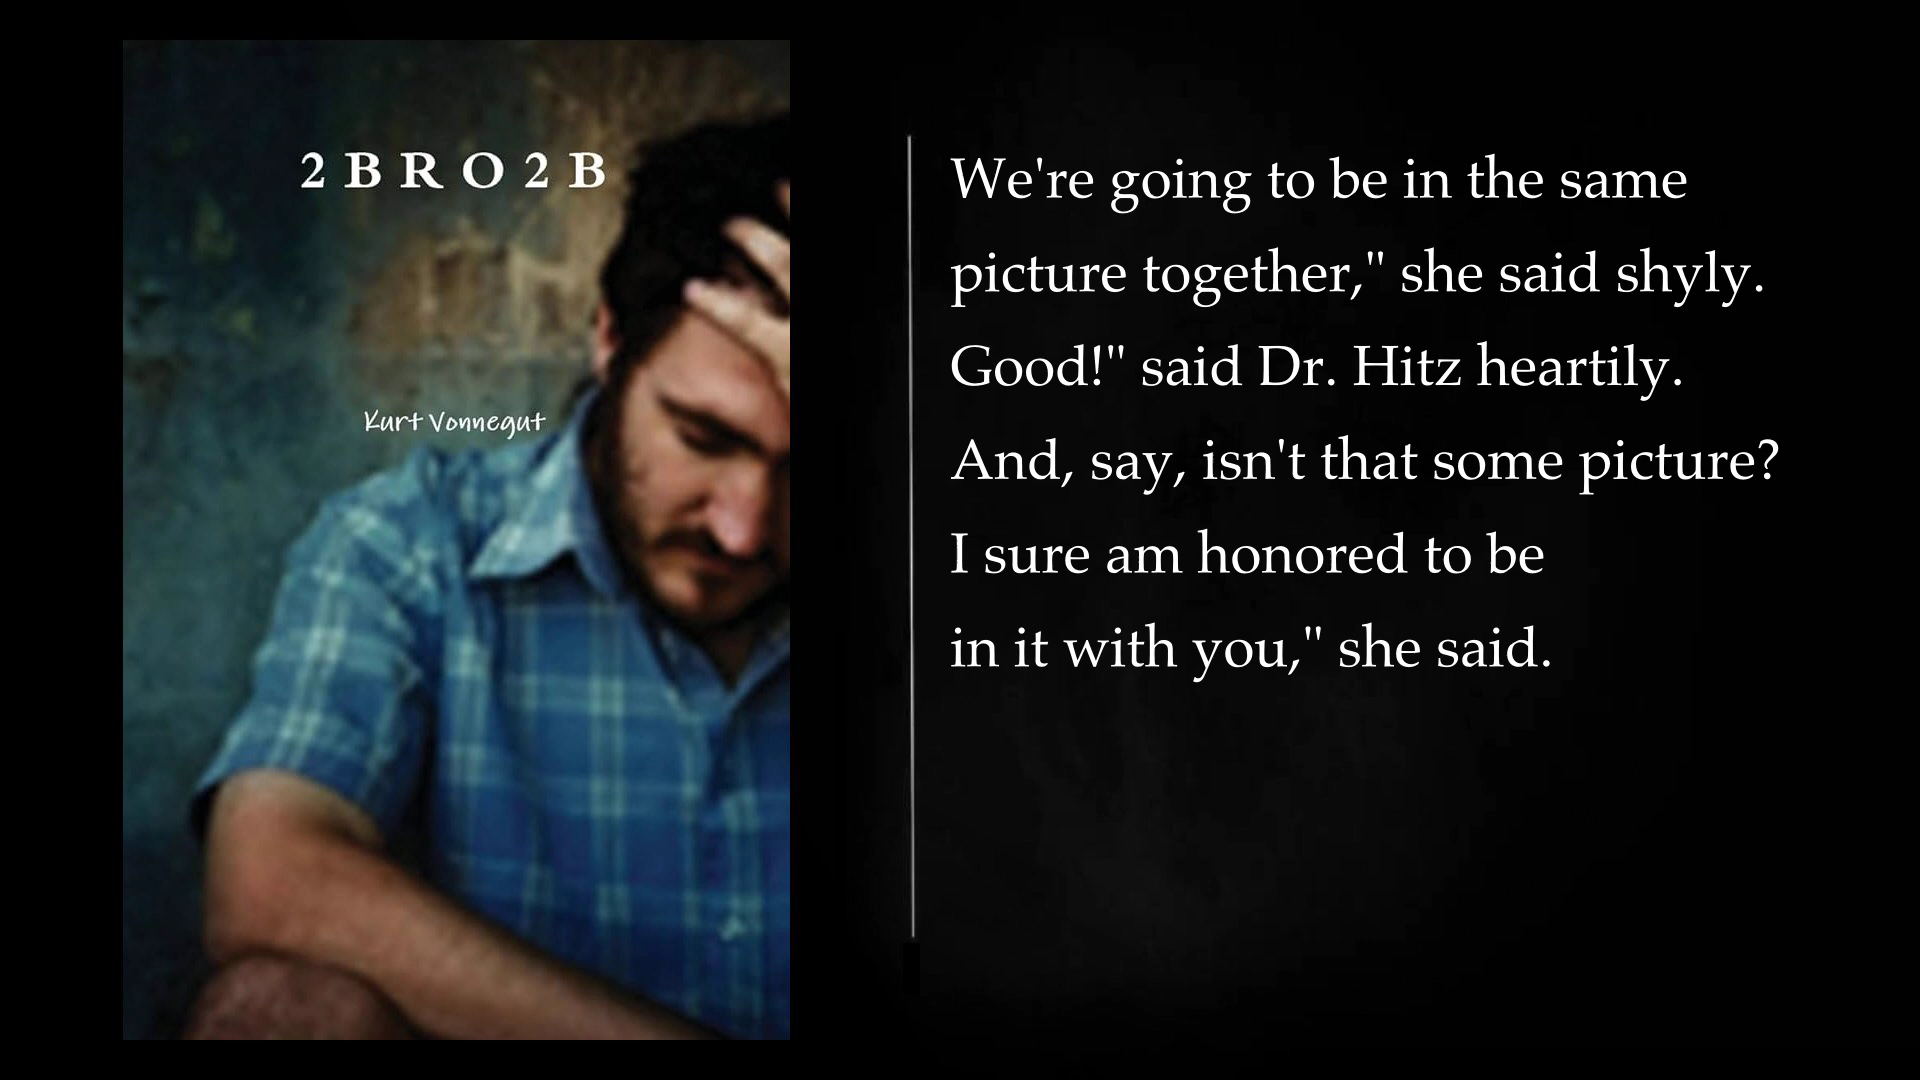 2 B R O 2 B
Kurt Vonnegut
We're going to be in the same
picture together," she said shyly.
Good!" said Dr. Hitz heartily.
And, say, isn't that some picture?
I sure am honored to be
in it with you," she said.